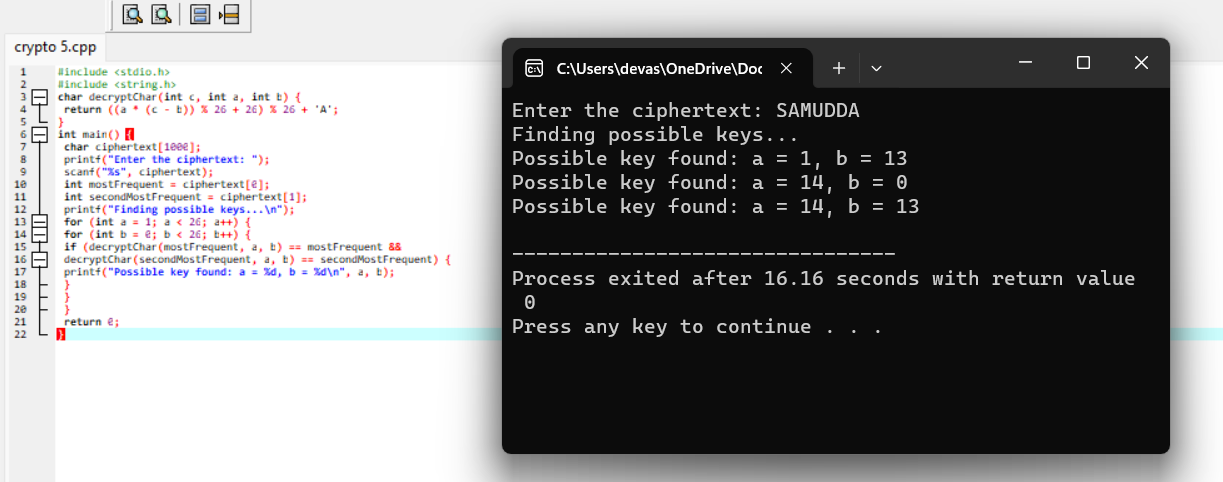 crypto 5.cpp
1 #include <stdio.h>
2 #include <string.h>
3 char decryptChar(int c, int a, int b) {
4 return ((a * (c - b)) % 26 + 26) % 26 + 'A';
5 }
6 int main() {
7 char ciphertext[1000];
8 printf("Enter the ciphertext: ");
9 scanf("%s", ciphertext);
10 int mostFrequent = ciphertext[0];
11 int secondMostFrequent = ciphertext[1];
12 printf("Finding possible keys...\n");
13 for (int a = 1; a < 26; a++) {
14 for (int b = 0; b < 26; b++) {
15 if (decryptChar(mostFrequent, a, b) == mostFrequent &&
16 decryptChar(secondMostFrequent, a, b) == secondMostFrequent) {
17 printf("Possible key found: a = %d, b = %d\n", a, b);
18 }
19 }
20 }
21 return 0;
22 }
C:\Users\devas\OneDrive\Doc
Enter the ciphertext: SAMUDDA
Finding possible keys...
Possible key found: a = 1, b = 13
Possible key found: a = 14, b = 0
Possible key found: a = 14, b = 13
--------------------------------
Process exited after 16.16 seconds with return value
0
Press any key to continue . . .